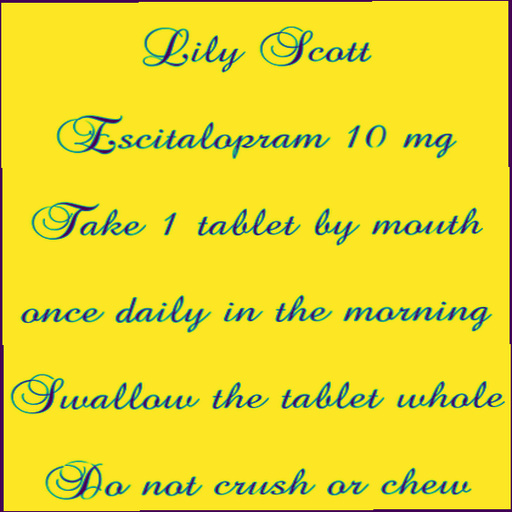 Lily Scott
Escitalopram 10 mg
Take 1 tablet by mouth
once daily in the morning
Swallow the tablet whole
Do not crush or chew